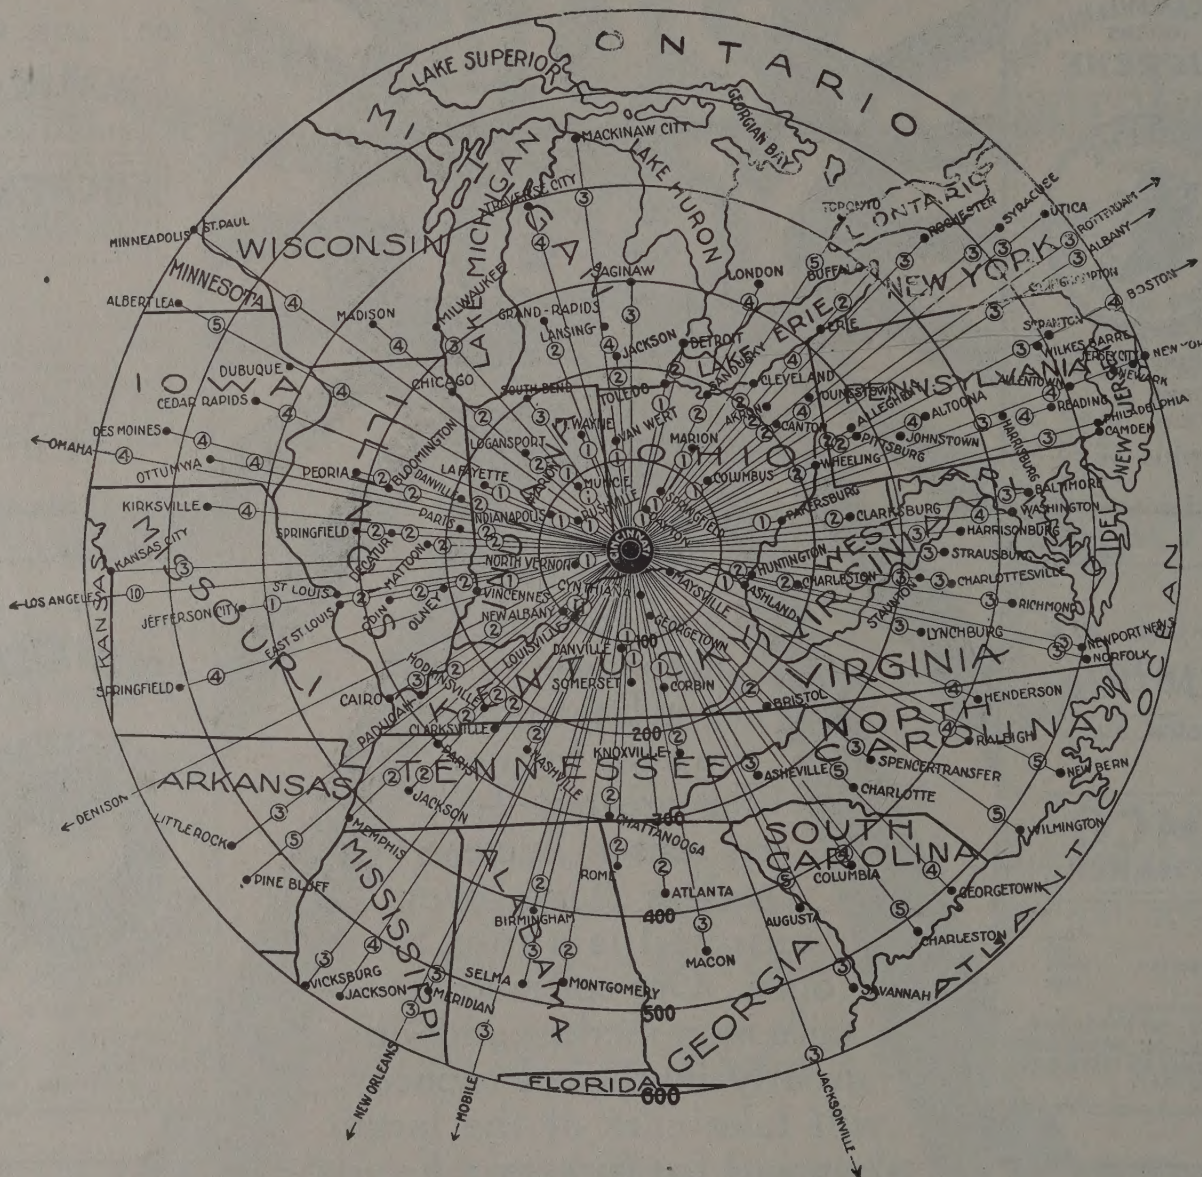 ONTARIO
LAKE SUPERIOR
MICHIGAN
GEORGIAN BAY
MACKINAW CITY
LAKE HURON
TRAVERSE CITY
TORONTO
L. ONTARIO
ROCHESTER
SYRACUSE
UTICA
ROTTERDAM
ALBANY
BOSTON
MINNEAPOLIS
ST. PAUL
WISCONSIN
LAKE MICHIGAN
SAGINAW
LONDON
BUFFALO
NEW YORK
MINNESOTA
ALBERT LEA
MADISON
MILWAUKEE
GRAND-RAPIDS
LANSING
JACKSON
DETROIT
LAKE ERIE
ERIE
SCRANTON
WILKES BARRE
JERSEY CITY
NEWARK
DUBUQUE
IOWA
CHICAGO
SOUTH BEND
TOLEDO
SANDUSKY
CLEVELAND
YOUNGSTOWN
PENNSYLVANIA
ALLENTOWN
CEDAR RAPIDS
FT. WAYNE
VAN WERT
AKRON
CANTON
ALLEGHENY
ALTOONA
READING
PHILADELPHIA
CAMDEN
DES MOINES
OMAHA
OTTUMWA
ILLINOIS
BLOOMINGTON
LOGANSPORT
MARION
OHIO
PITTSBURG
JOHNSTOWN
HARRISBURG
NEW JERSEY
PEORIA
LA FAYETTE
MARION
MUNCIE
COLUMBUS
WHEELING
BALTIMORE
KIRKSVILLE
DANVILLE
INDIANAPOLIS
RUSHVILLE
SPRINGFIELD
DAYTON
PAKERSBURG
CLARKSBURG
WASHINGTON
DEL
SPRINGFIELD
PARIS
INDIANA
HARRISONBURG
MISSOURI
KANSAS CITY
DECATUR
MATTOON
NORTH VERNON
CINCINNATI
WEST VIRGINIA
STRAUSBURG
LOS ANGELES
KANSAS
ST LOUIS
VINCENNES
CYNTHIANA
MAYSVILLE
HUNTINGTON
CHARLESTON
ASHLAND
STAUNTON
CHARLOTTESVILLE
JEFFERSON CITY
EAST ST LOUIS
ODIN
OLNEY
NEW ALBANY
LOUISVILLE
GEORGETOWN
RICHMOND
100
DANVILLE
LYNCHBURG
NEWPORT NEWS
NORFOLK
SPRINGFIELD
CAIRO
PADUCAH
HODKINSVILLE
KENTUCKY
SOMERSET
CORBIN
BRISTOL
VIRGINIA
HENDERSON
CLARKSVILLE
200
NORTH CAROLINA
RALEIGH
PARIS
NASHVILLE
KNOXVILLE
TENNESSEE
ASHEVILLE
SPENCER TRANSFER
NEW BERN
ARKANSAS
JACKSON
CHARLOTTE
DENISON
LITTLE ROCK
MEMPHIS
300
CHATTANOOGA
SOUTH CAROLINA
WILMINGTON
PINE BLUFF
MISSISSIPPI
ALABAMA
ROME
ATLANTA
COLUMBIA
GEORGETOWN
BIRMINGHAM
400
AUGUSTA
CHARLESTON
MACON
ATLANTIC OCEAN
VICKSBURG
JACKSON
MERIDIAN
SELMA
MONTGOMERY
GEORGIA
SAVANNAH
500
FLORIDA
600
NEW ORLEANS
MOBILE
JACKSONVILLE